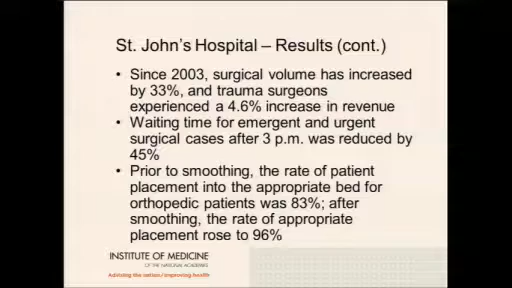 St. John's Hospital – Results (cont.)
• Since 2003, surgical volume has increased
by 33%, and trauma surgeons
experienced a 4.6% increase in revenue
• Waiting time for emergent and urgent
surgical cases after 3 p.m. was reduced by
45%
• Prior to smoothing, the rate of patient
placement into the appropriate bed for
orthopedic patients was 83%; after
smoothing, the rate of appropriate
placement rose to 96%
INSTITUTE OF MEDICINE
OF THE NATIONAL ACADEMIES
Advising the nation/Improving health